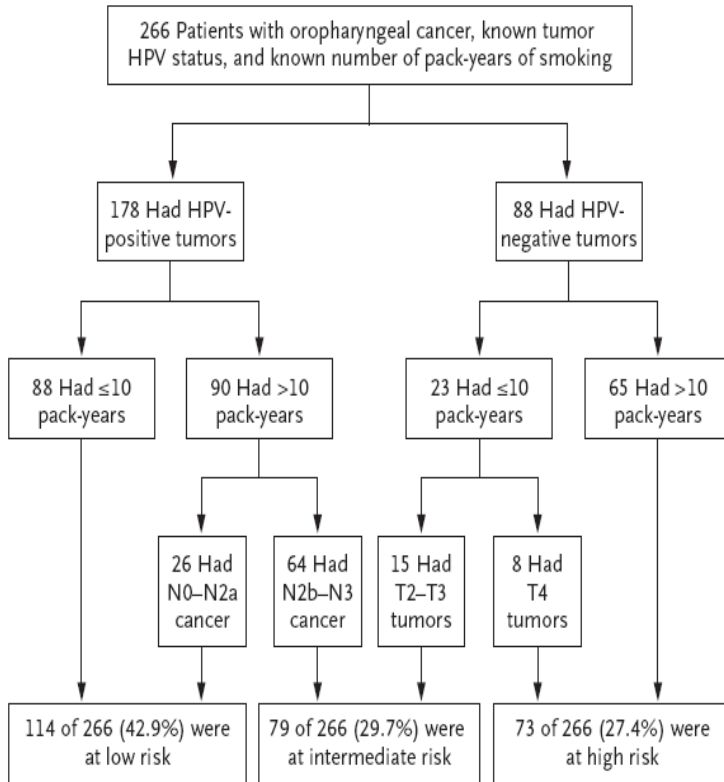 266 Patients with oropharyngeal cancer, known tumor
HPV status, and known number of pack-years of smoking
178 Had HPV-
positive tumors
88 Had HPV-
negative tumors
88 Had ≤10
pack-years
90 Had >10
pack-years
23 Had ≤10
pack-years
65 Had >10
pack-years
26 Had
N0–N2a
cancer
64 Had
N2b–N3
cancer
15 Had
T2–T3
tumors
8 Had
T4
tumors
114 of 266 (42.9%) were
at low risk
79 of 266 (29.7%) were
at intermediate risk
73 of 266 (27.4%) were
at high risk